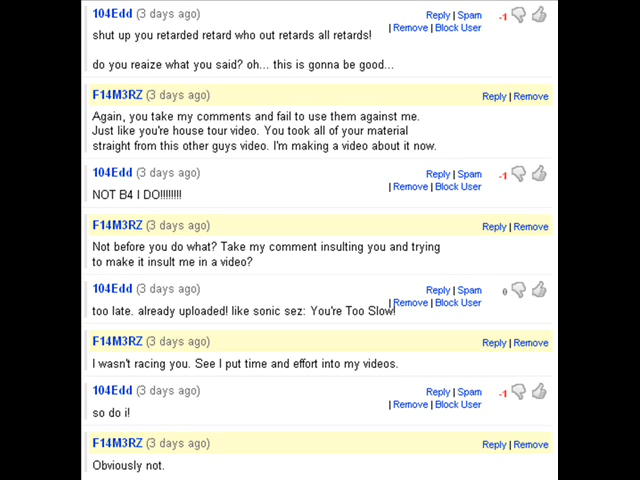 104Edd (3 days ago)
Reply | Spam
-1
| Remove | Block User
shut up you retarded retard who out retards all retards!
do you reaize what you said? oh... this is gonna be good...
F14M3RZ (3 days ago)
Reply | Remove
Again, you take my comments and fail to use them against me.
Just like you're house tour video. You took all of your material
straight from this other guys video. I'm making a video about it now.
104Edd (3 days ago)
Reply | Spam
-1
| Remove | Block User
NOT B4 I DO!!!!!!!!
F14M3RZ (3 days ago)
Reply | Remove
Not before you do what? Take my comment insulting you and trying
to make it insult me in a video?
104Edd (3 days ago)
Reply | Spam
0
| Remove | Block User
too late. already uploaded! like sonic sez: You're Too Slow!
F14M3RZ (3 days ago)
Reply | Remove
I wasn't racing you. See I put time and effort into my videos.
104Edd (3 days ago)
Reply | Spam
-1
| Remove | Block User
so do i!
F14M3RZ (3 days ago)
Reply | Remove
Obviously not.